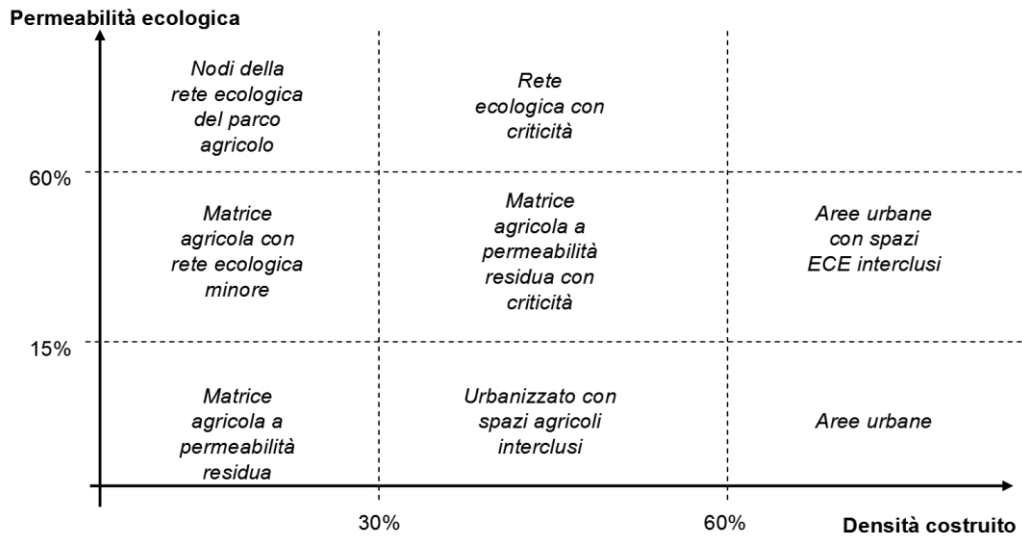 Permeabilità ecologica
Nodi della
rete ecologica
del parco
agricolo
Rete
ecologica con
criticità
60%
Matrice
agricola con
rete ecologica
minore
Matrice
agricola a
permeabilità
residua con
criticità
Aree urbane
con spazi
ECE interclusi
15%
Matrice
agricola a
permeabilità
residua
Urbanizzato con
spazi agricoli
interclusi
Aree urbane
30%
60%
Densità costruito